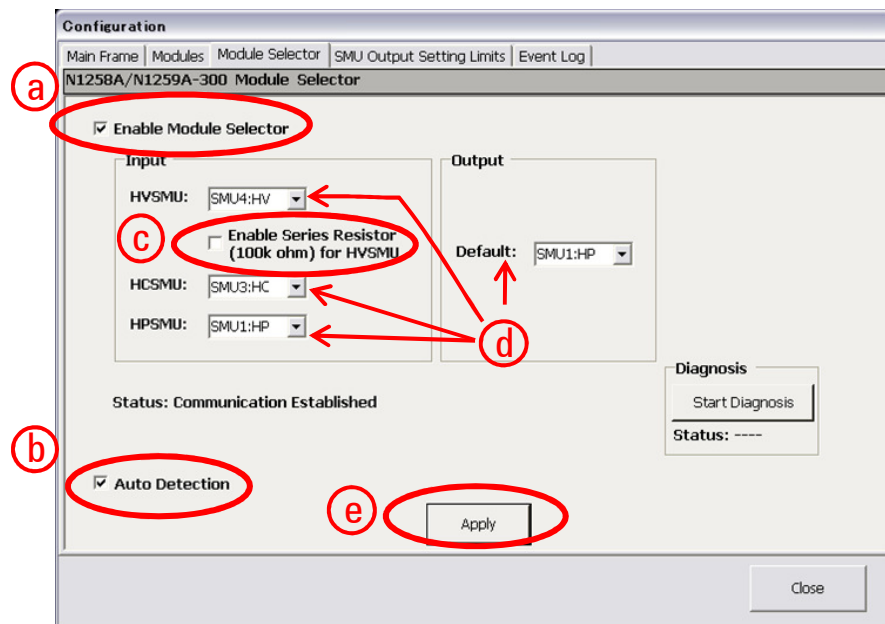 Configuration
Main Frame Modules Module Selector SMU Output Setting Limits Event Log
N1258A/N1259A-300 Module Selector
a
Enable Module Selector
Input
Output
HVSMU: SMU4:HV
c
Enable Series Resistor
(100k ohm) for HVSMU
Default: SMU1:HP
HCSMU: SMU3:HC
HPSMU: SMU1:HP
d
Diagnosis
Status: Communication Established
Start Diagnosis
Status: ----
b
Auto Detection
e
Apply
Close